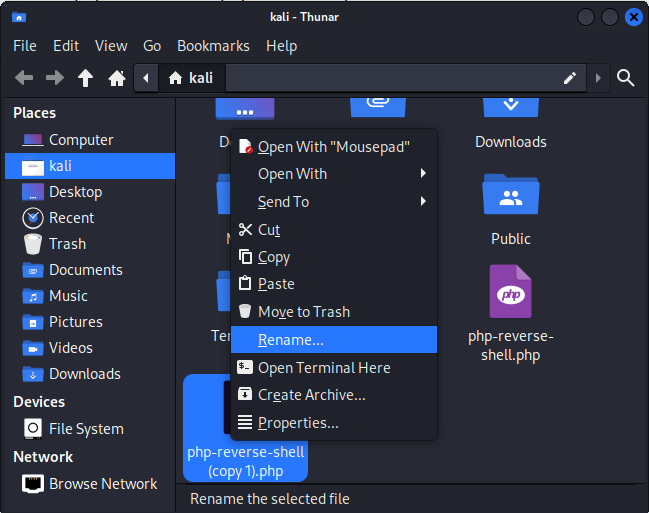 kali - Thunar
File Edit View Go Bookmarks Help
kali
Places
Computer
kali
Desktop
Recent
Trash
Documents
Music
Pictures
Videos
Downloads
Devices
File System
Network
Browse Network
Downloads
Public
php
php-reverse-
shell.php
Open With "Mousepad"
Open With
Send To
Cut
Copy
Paste
Move to Trash
Rename...
Open Terminal Here
Create Archive...
Properties...
php-reverse-shell
(copy 1).php
Rename the selected file